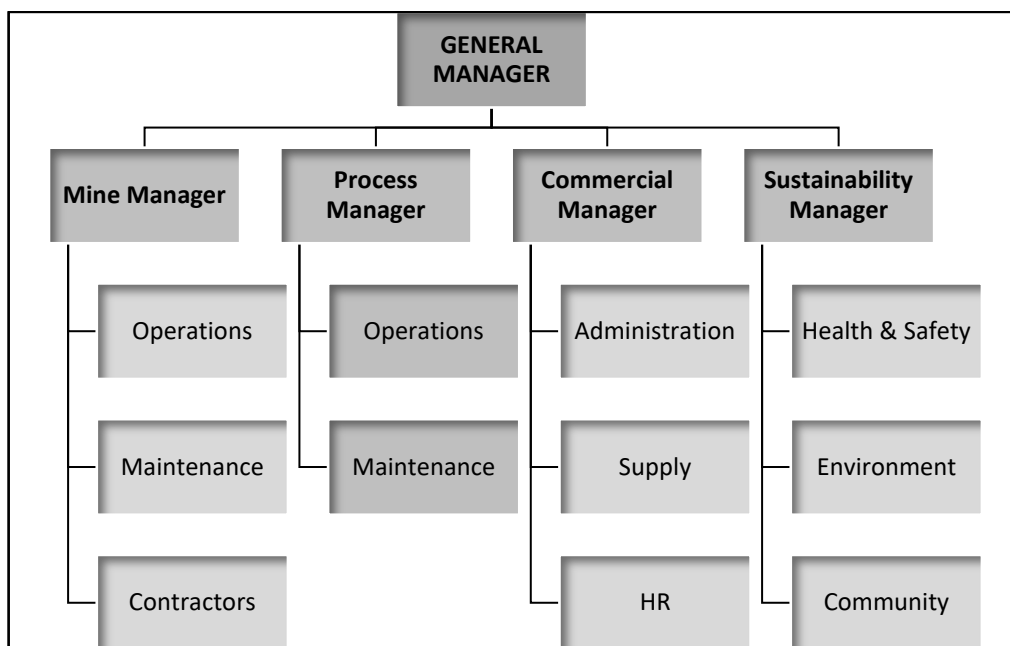 GENERAL
MANAGER
Mine Manager
Process
Manager
Commercial
Manager
Sustainability
Manager
Operations
Operations
Administration
Health & Safety
Maintenance
Maintenance
Supply
Environment
Contractors
HR
Community